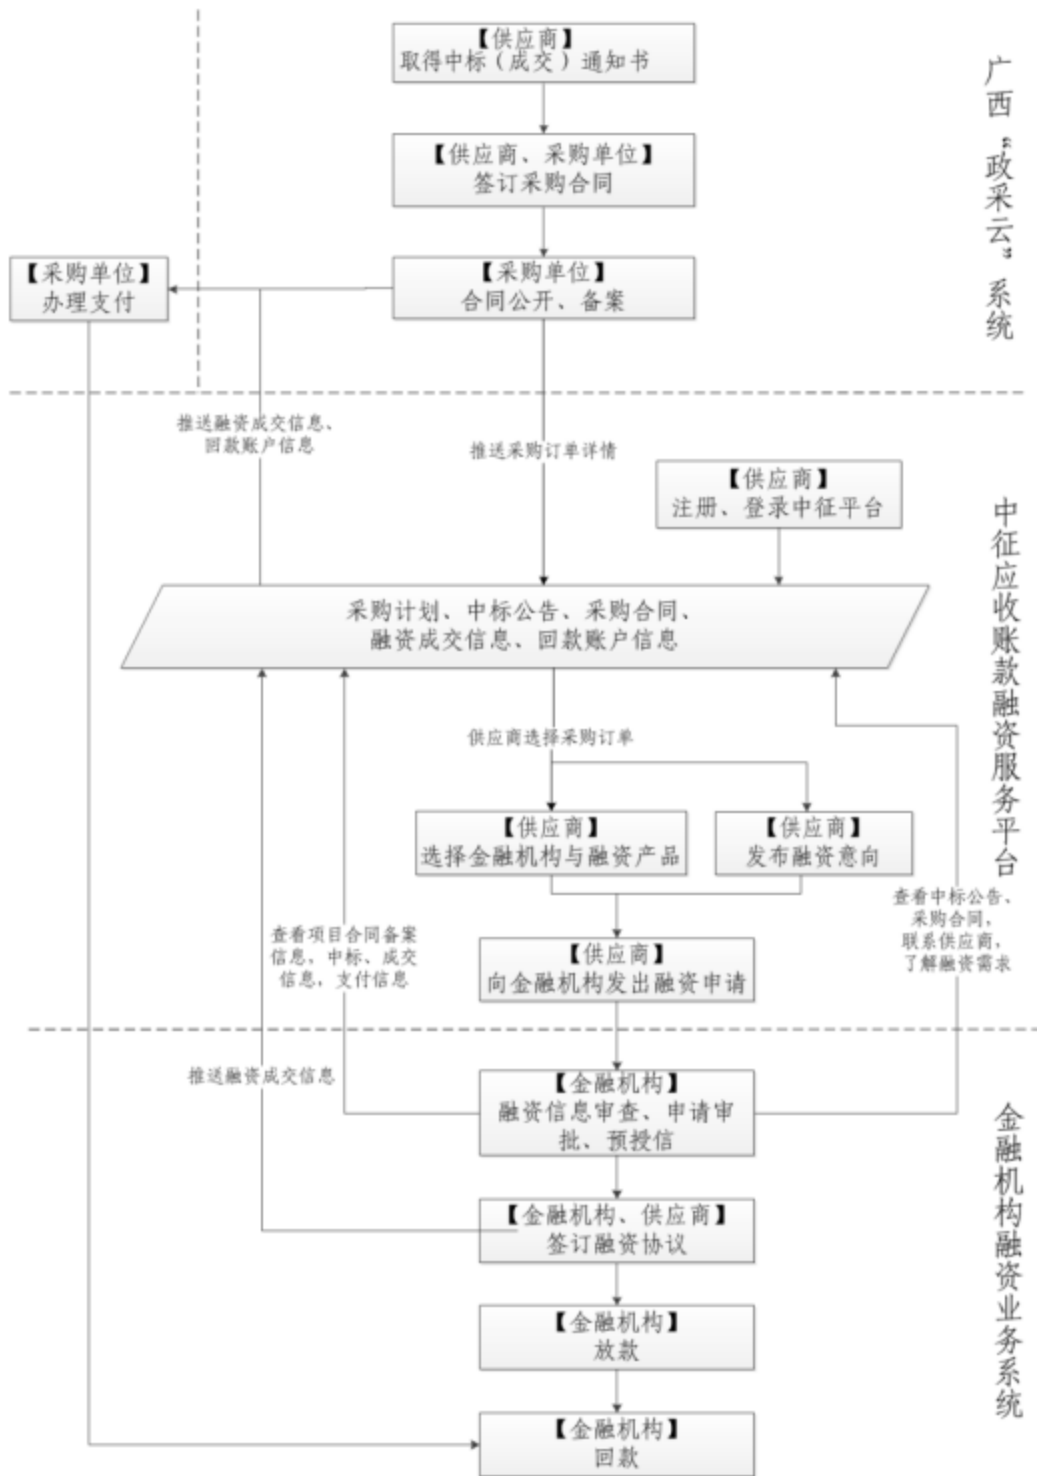 【供应商】
取得中标（成交）通知书
【供应商、采购单位】
签订采购合同
【采购单位】
合同公开、备案
【采购单位】
办理支付
广西“政采云”系统
推送融资成交信息、
回款账户信息
推送采购订单详情
【供应商】
注册、登录中征平台
采购计划、中标公告、采购合同、
融资成交信息、回款账户信息
中征应收账款融资服务平台
供应商选择采购订单
【供应商】
选择金融机构与融资产品
【供应商】
发布融资意向
查看项目合同备案
信息，中标、成交
信息，支付信息
【供应商】
向金融机构发出融资申请
查看中标公告、
采购合同，
联系供应商，
了解融资需求
推送融资成交信息
【金融机构】
融资信息审查、申请审
批、预授信
【金融机构、供应商】
签订融资协议
【金融机构】
放款
【金融机构】
回款
金融机构融资业务系统